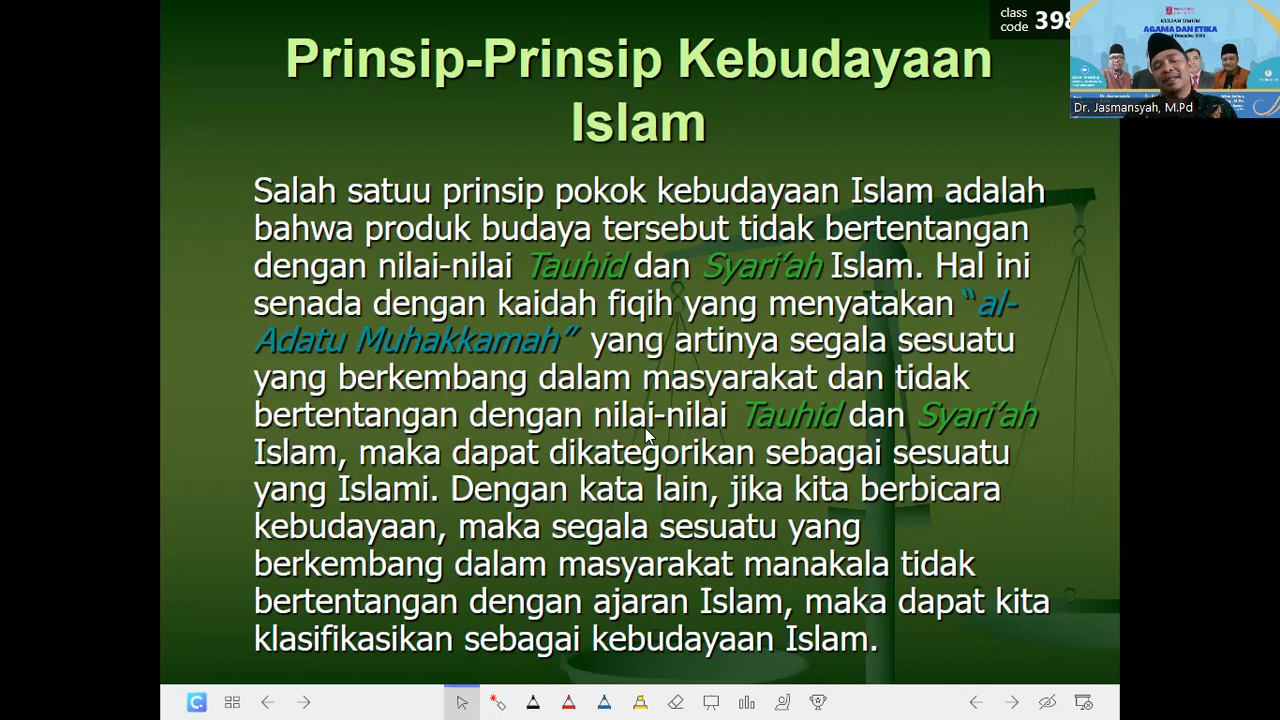 class
code 398
KULIAH UMUM
AGAMA DAN ETIKA
Dr. Jasmansyah, M.Pd
Prinsip-Prinsip Kebudayaan
Islam
Salah satuu prinsip pokok kebudayaan Islam adalah
bahwa produk budaya tersebut tidak bertentangan
dengan nilai-nilai Tauhid dan Syari’ah Islam. Hal ini
senada dengan kaidah fiqih yang menyatakan “al-
Adatu Muhakkamah” yang artinya segala sesuatu
yang berkembang dalam masyarakat dan tidak
bertentangan dengan nilai-nilai Tauhid dan Syari’ah
Islam, maka dapat dikategorikan sebagai sesuatu
yang Islami. Dengan kata lain, jika kita berbicara
kebudayaan, maka segala sesuatu yang
berkembang dalam masyarakat manakala tidak
bertentangan dengan ajaran Islam, maka dapat kita
klasifikasikan sebagai kebudayaan Islam.